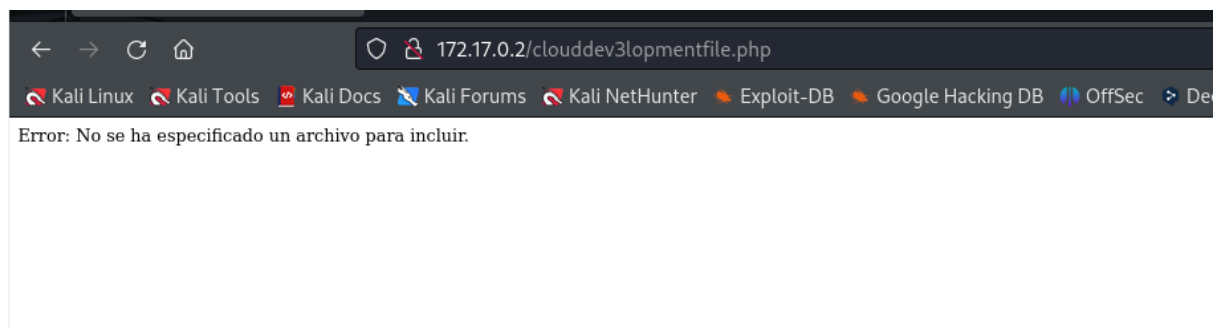 172.17.0.2/clouddev3lopmentfile.php
Kali Linux Kali Tools Kali Docs Kali Forums Kali NetHunter Exploit-DB Google Hacking DB OffSec De
Error: No se ha especificado un archivo para incluir.